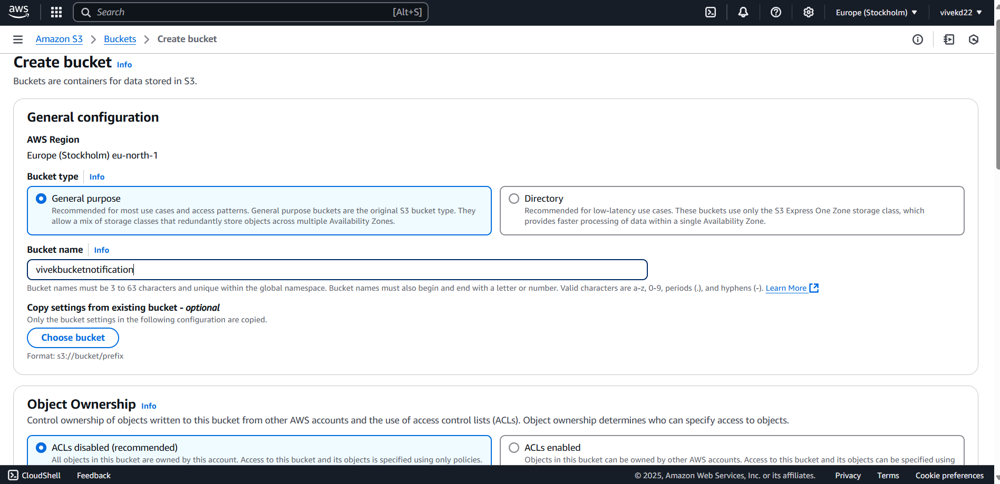 aws Search [Alt+S] Europe (Stockholm) vivekd22
Amazon S3 > Buckets > Create bucket
Create bucket Info
Buckets are containers for data stored in S3.
General configuration
AWS Region
Europe (Stockholm) eu-north-1
Bucket type Info
General purpose
Recommended for most use cases and access patterns. General purpose buckets are the original S3 bucket type. They
allow a mix of storage classes that redundantly store objects across multiple Availability Zones.
Directory
Recommended for low-latency use cases. These buckets use only the S3 Express One Zone storage class, which
provides faster processing of data within a single Availability Zone.
Bucket name Info
vivekbucketnotification
Bucket names must be 3 to 63 characters and unique within the global namespace. Bucket names must also begin and end with a letter or number. Valid characters are a-z, 0-9, periods (.), and hyphens (-). Learn More
Copy settings from existing bucket - optional
Only the bucket settings in the following configuration are copied.
Choose bucket
Format: s3://bucket/prefix
Object Ownership Info
Control ownership of objects written to this bucket from other AWS accounts and the use of access control lists (ACLs). Object ownership determines who can specify access to objects.
ACLs disabled (recommended)
All objects in this bucket are owned by this account. Access to this bucket and its objects is specified using only policies.
ACLs enabled
Objects in this bucket can be owned by other AWS accounts. Access to this bucket and its objects can be specified using
CloudShell Feedback © 2025, Amazon Web Services, Inc. or its affiliates. Privacy Terms Cookie preferences